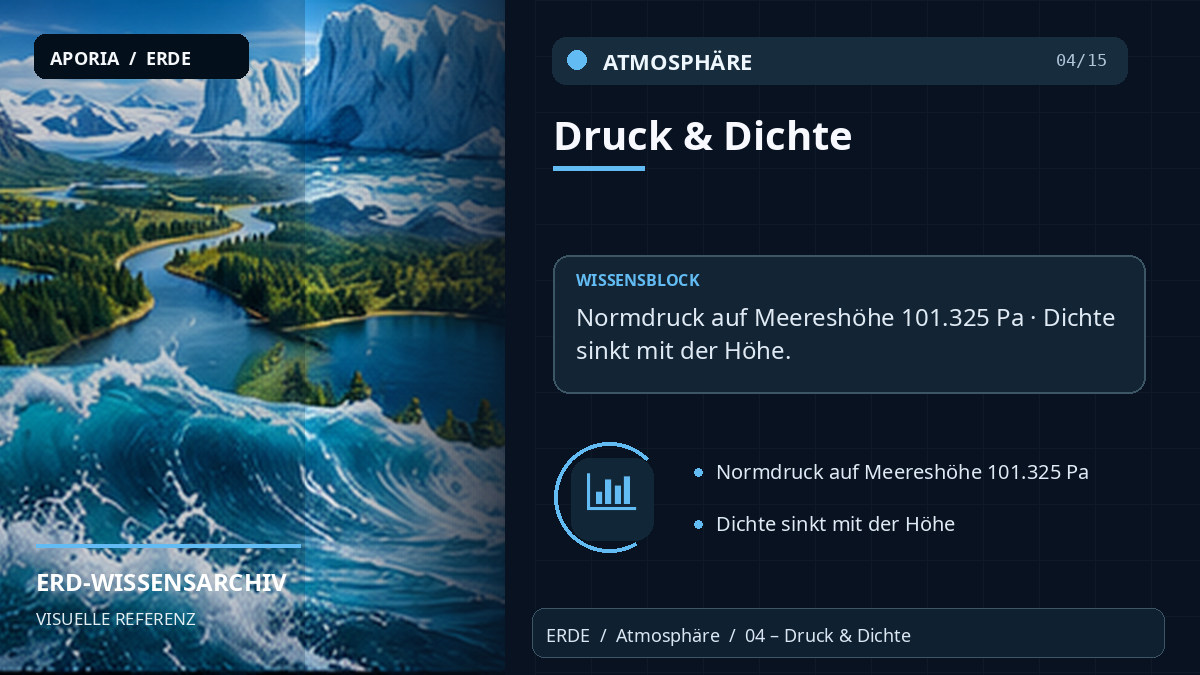 APORIA / ERDE
ERD-WISSENSARCHIV
VISUELLE REFERENZ
ATMOSPHÄRE
04/15
Druck & Dichte
WISSENSBLOCK
Normdruck auf Meereshöhe 101.325 Pa · Dichte
sinkt mit der Höhe.
Normdruck auf Meereshöhe 101.325 Pa
Dichte sinkt mit der Höhe
ERDE / Atmosphäre / 04 – Druck & Dichte